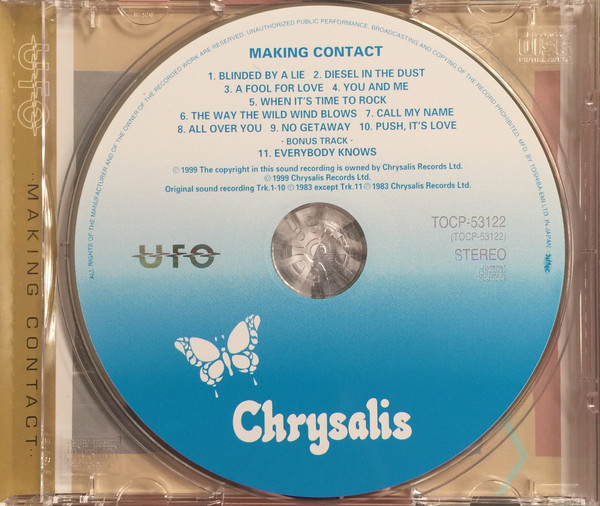 UFO
··MAKING CONTACT··
ALL RIGHTS OF THE MANUFACTURER AND OF THE OWNER OF THE RECORDED WORK ARE RESERVED. UNAUTHORIZED PUBLIC PERFORMANCE, BROADCASTING AND COPYING OF THE RECORD PROHIBITED. MFG. BY TOSHIBA-EMI LTD. IN JAPAN
MAKING CONTACT
1. BLINDED BY A LIE 2. DIESEL IN THE DUST
3. A FOOL FOR LOVE 4. YOU AND ME
5. WHEN IT'S TIME TO ROCK
6. THE WAY THE WILD WIND BLOWS 7. CALL MY NAME
8. ALL OVER YOU 9. NO GETAWAY 10. PUSH, IT'S LOVE
- BONUS TRACK -
11. EVERYBODY KNOWS
℗1999 The copyright in this sound recording is owned by Chrysalis Records Ltd.
©1999 Chrysalis Records Ltd.
Original sound recording Trk.1-10 ℗1983 except Trk.11 ℗1983 Chrysalis Records Ltd.
UFO
TOCP-53122
(TOCP-53122)
STEREO
Chrysalis